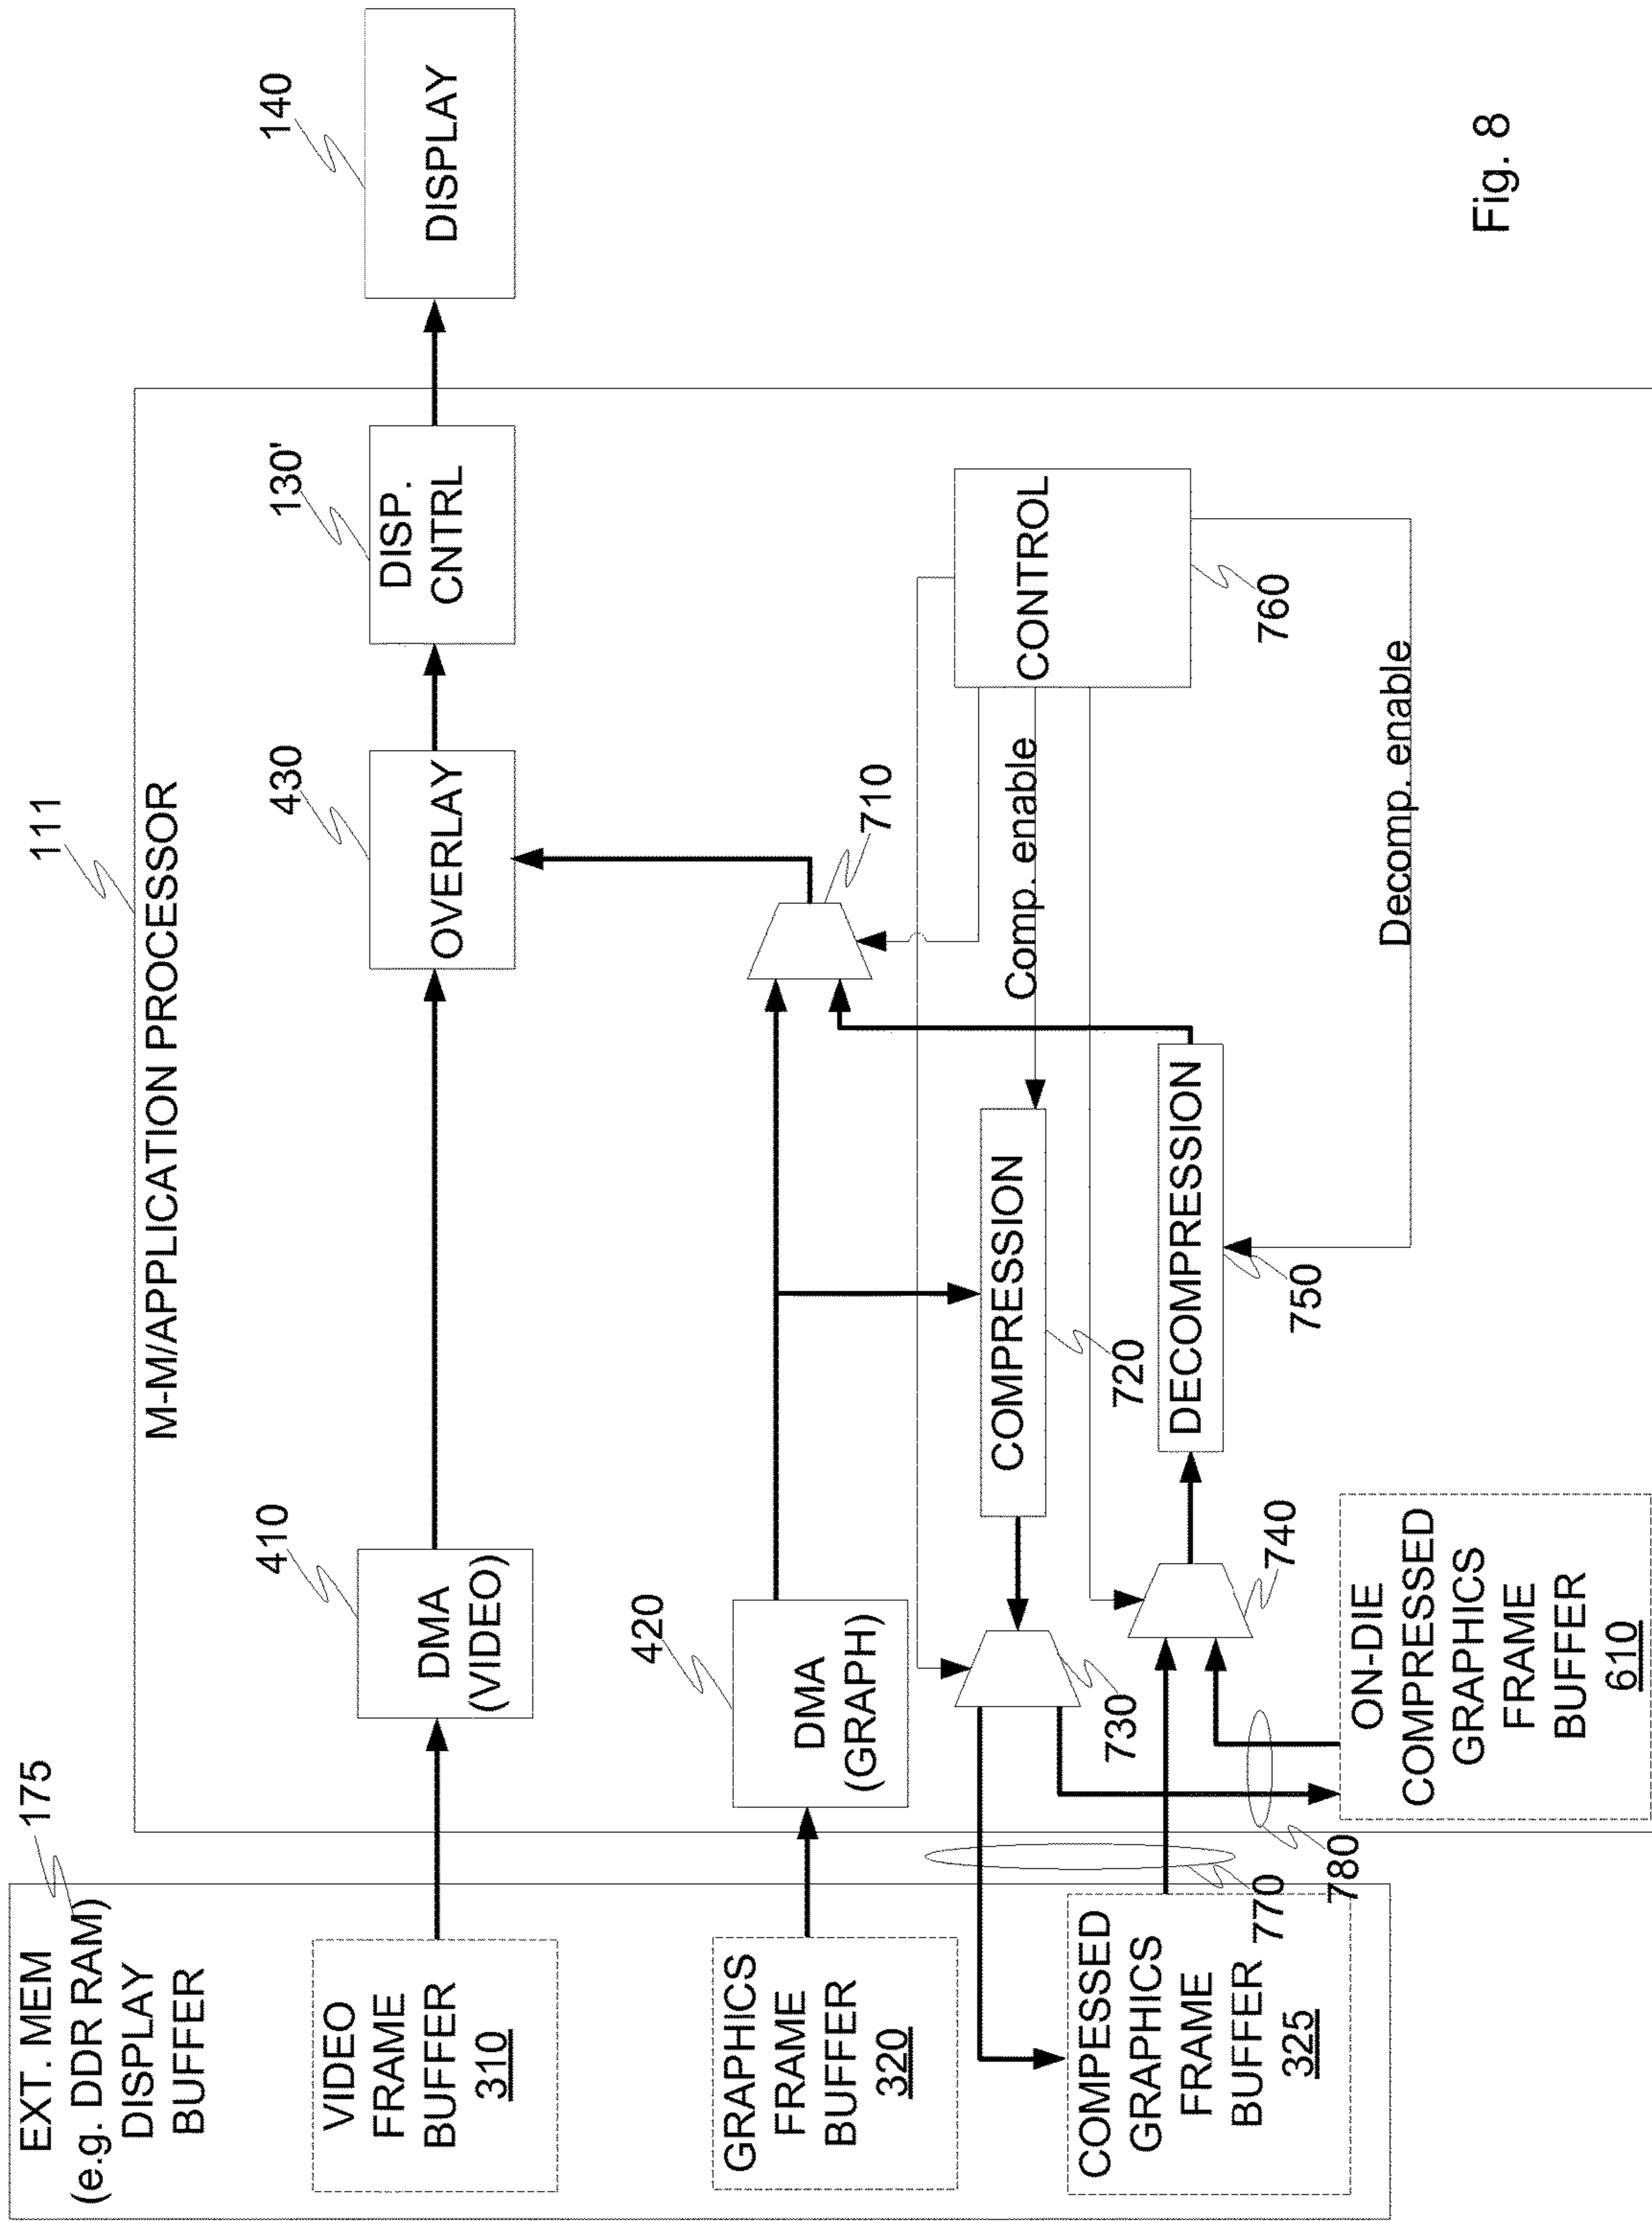 EXT. MEM
(e.g. DDR RAM)
DISPLAY
BUFFER
175
VIDEO
FRAME
BUFFER
310
GRAPHICS
FRAME
BUFFER
320
COMPESSED
GRAPHICS
FRAME
BUFFER
325
111
M-M/APPLICATION PROCESSOR
410
DMA
(VIDEO)
430
OVERLAY
130'
DISP.
CNTRL
140
DISPLAY
420
DMA
(GRAPH)
710
COMPRESSION
720
730
Comp. enable
CONTROL
760
DECOMPRESSION
750
740
Decomp. enable
770
780
ON-DIE
COMPRESSED
GRAPHICS
FRAME
BUFFER
610
Fig. 8